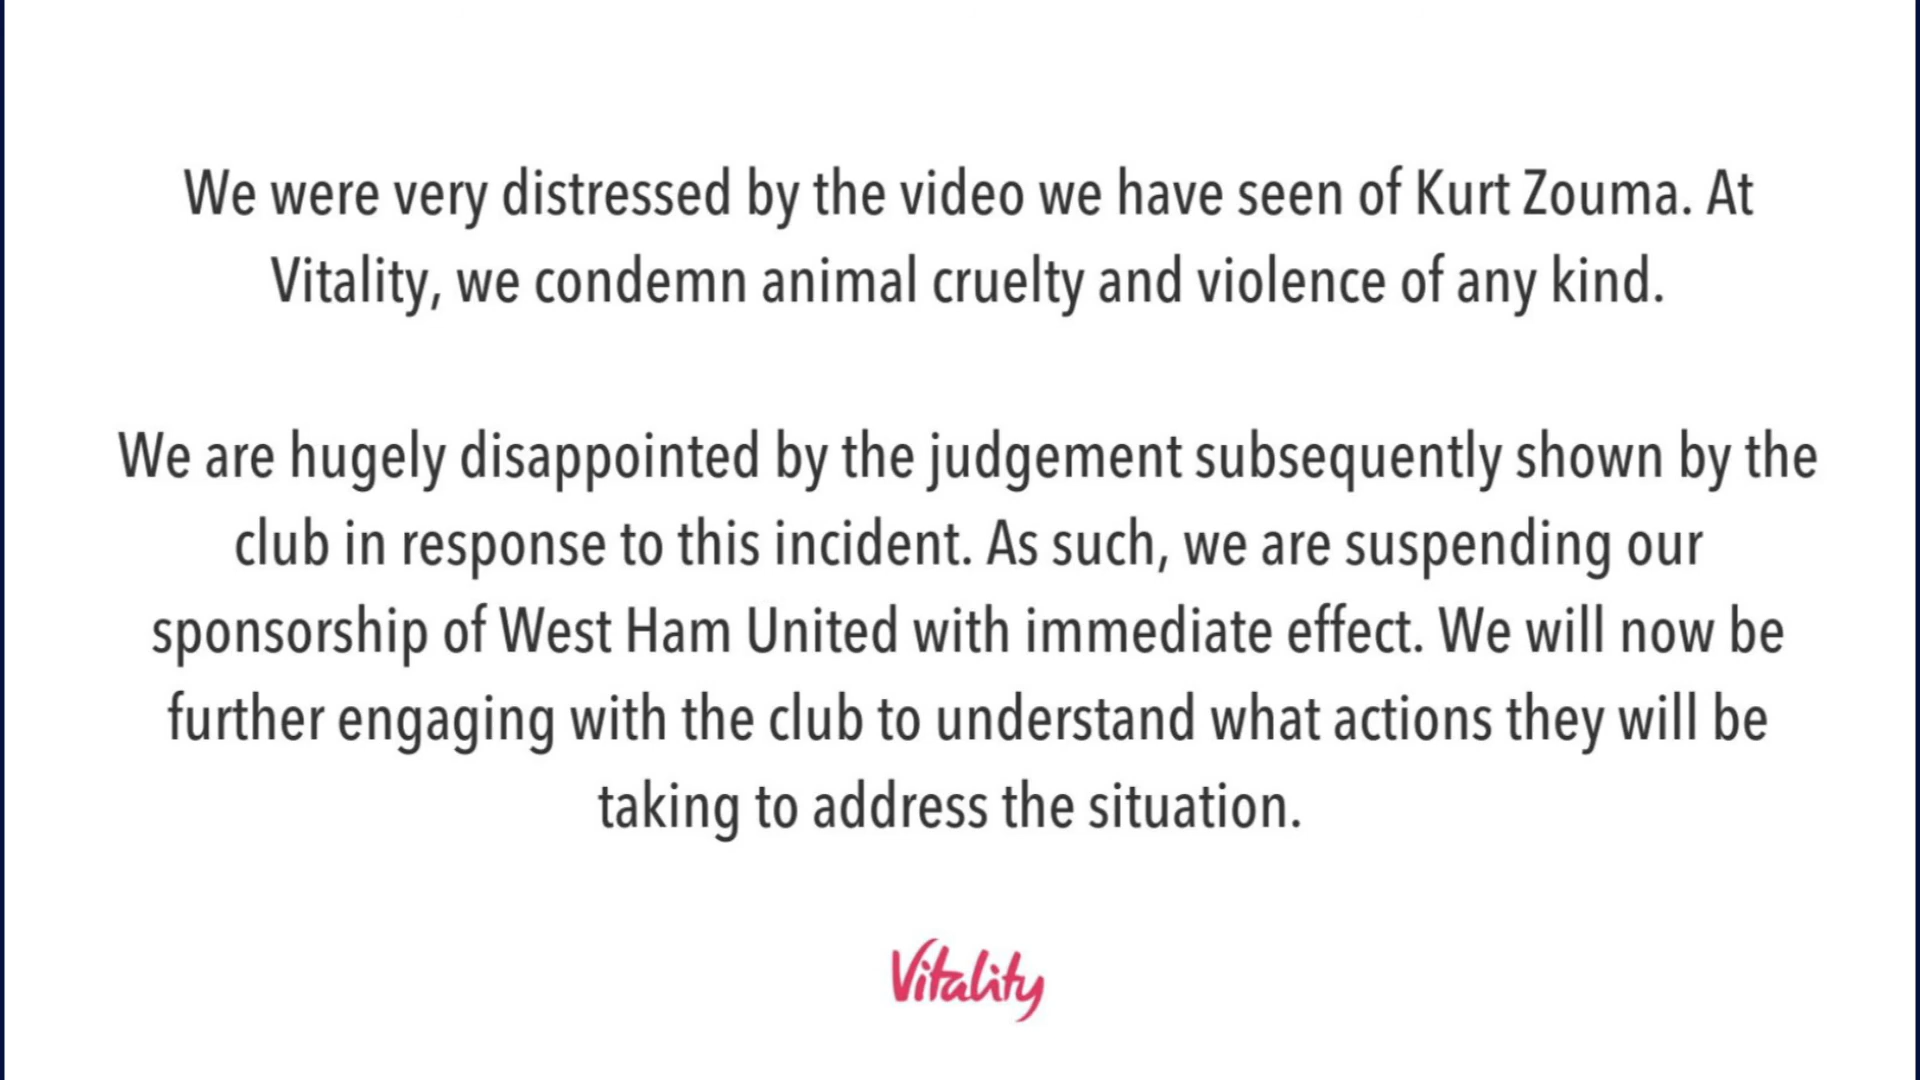 We were very distressed by the video we have seen of Kurt Zouma. At
Vitality, we condemn animal cruelty and violence of any kind.
We are hugely disappointed by the judgement subsequently shown by the
club in response to this incident. As such, we are suspending our
sponsorship of West Ham United with immediate effect. We will now be
further engaging with the club to understand what actions they will be
taking to address the situation.
Vitality